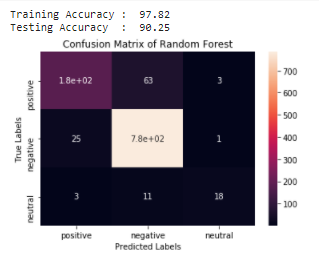 Training Accuracy : 97.82
Testing Accuracy : 90.25
Confusion Matrix of Random Forest
True Labels
positive
1.8e+02 63 3
negative
25 7.8e+02 1
neutral
3 11 18
positive negative neutral
Predicted Labels
700
600
500
400
300
200
100